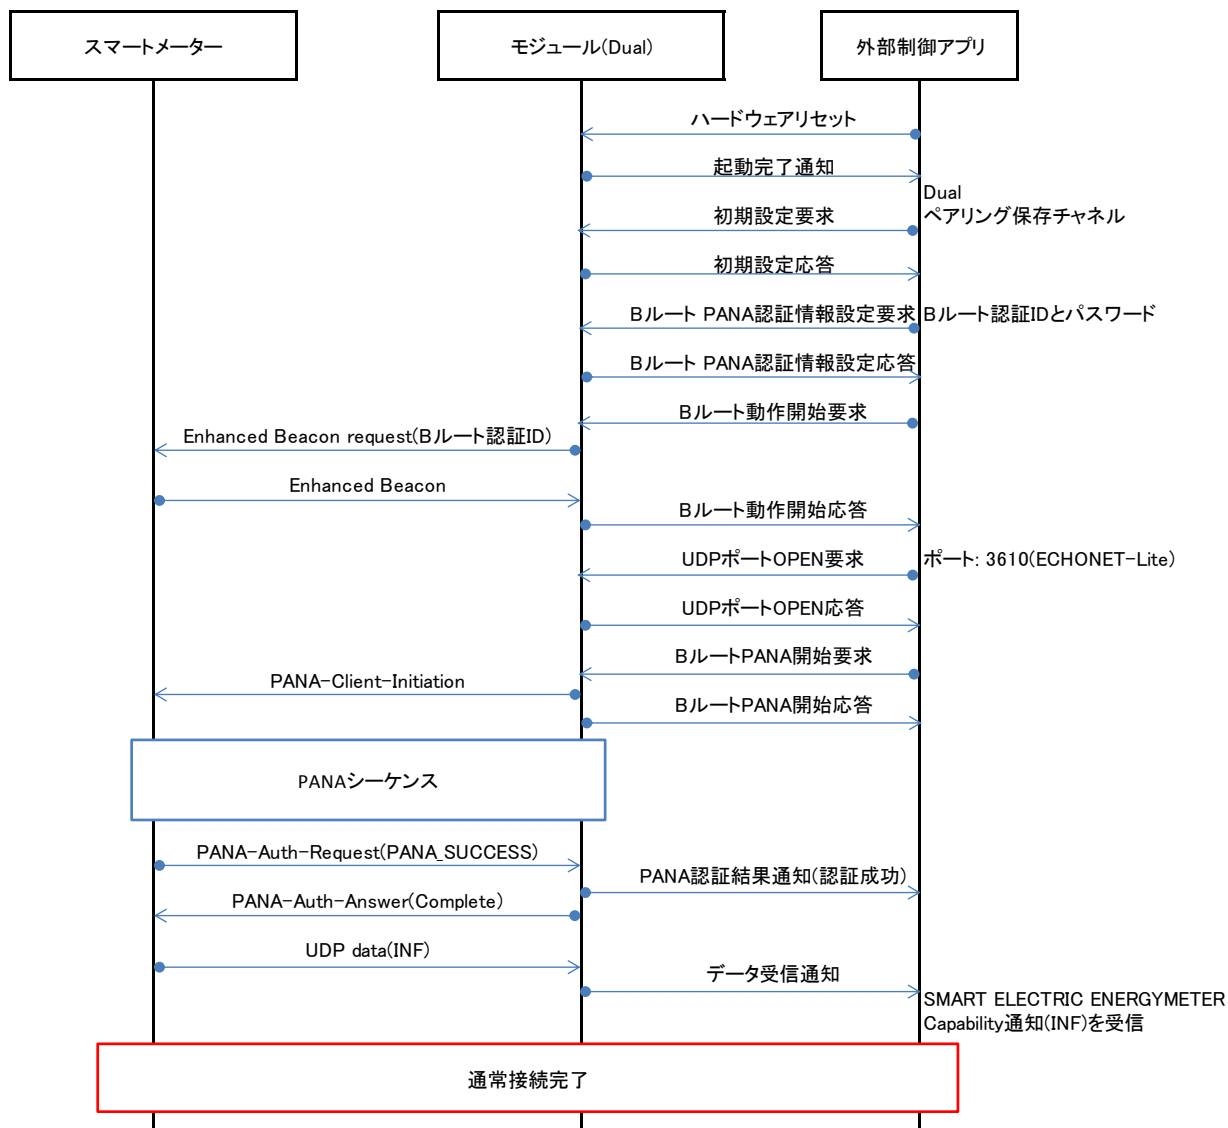 スマートメーター
モジュール(Dual)
外部制御アプリ
ハードウェアリセット
起動完了通知
Dual
ペアリング保存チャネル
初期設定要求
初期設定応答
Bルート PANA認証情報設定要求
Bルート認証IDとパスワード
Bルート PANA認証情報設定応答
Bルート動作開始要求
Enhanced Beacon request(Bルート認証ID)
Enhanced Beacon
Bルート動作開始応答
UDPポートOPEN要求
ポート: 3610(ECHONET-Lite)
UDPポートOPEN応答
BルートPANA開始要求
PANA-Client-Initiation
BルートPANA開始応答
PANAシーケンス
PANA-Auth-Request(PANA_SUCCESS)
PANA認証結果通知(認証成功)
PANA-Auth-Answer(Complete)
UDP data(INF)
データ受信通知
SMART ELECTRIC ENERGYMETER
Capability通知(INF)を受信
通常接続完了